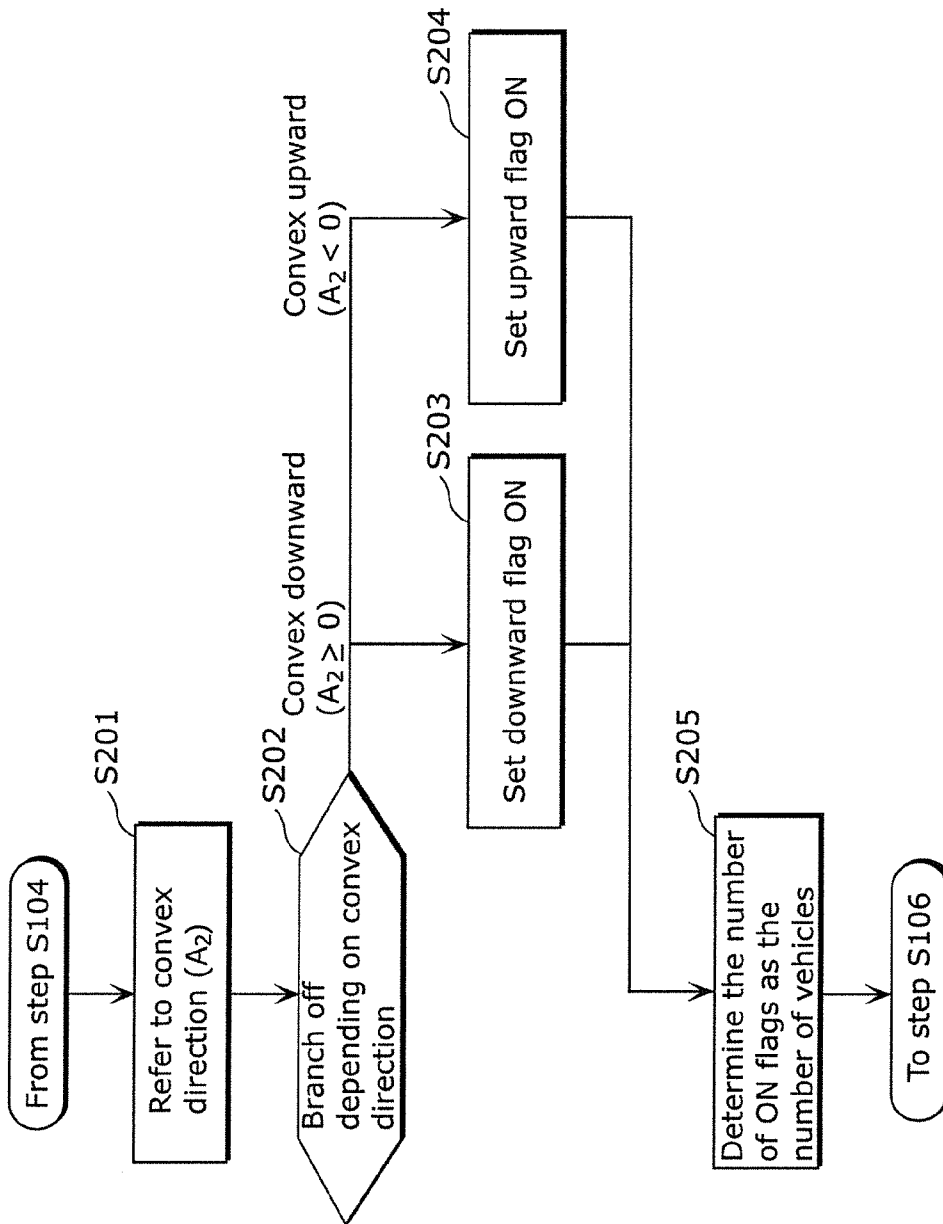 From step S104
S201
Refer to convex
direction (A₂)
S202
Branch off
depending on convex
direction
Convex downward
(A₂ ≥ 0)
Convex upward
(A₂ < 0)
S203
Set downward flag ON
S204
Set upward flag ON
S205
Determine the number
of ON flags as the
number of vehicles
To step S106